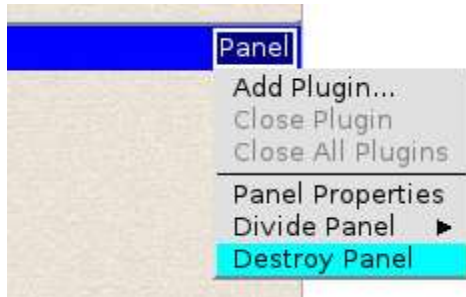 Panel
Add Plugin...
Close Plugin
Close All Plugins
Panel Properties
Divide Panel
Destroy Panel